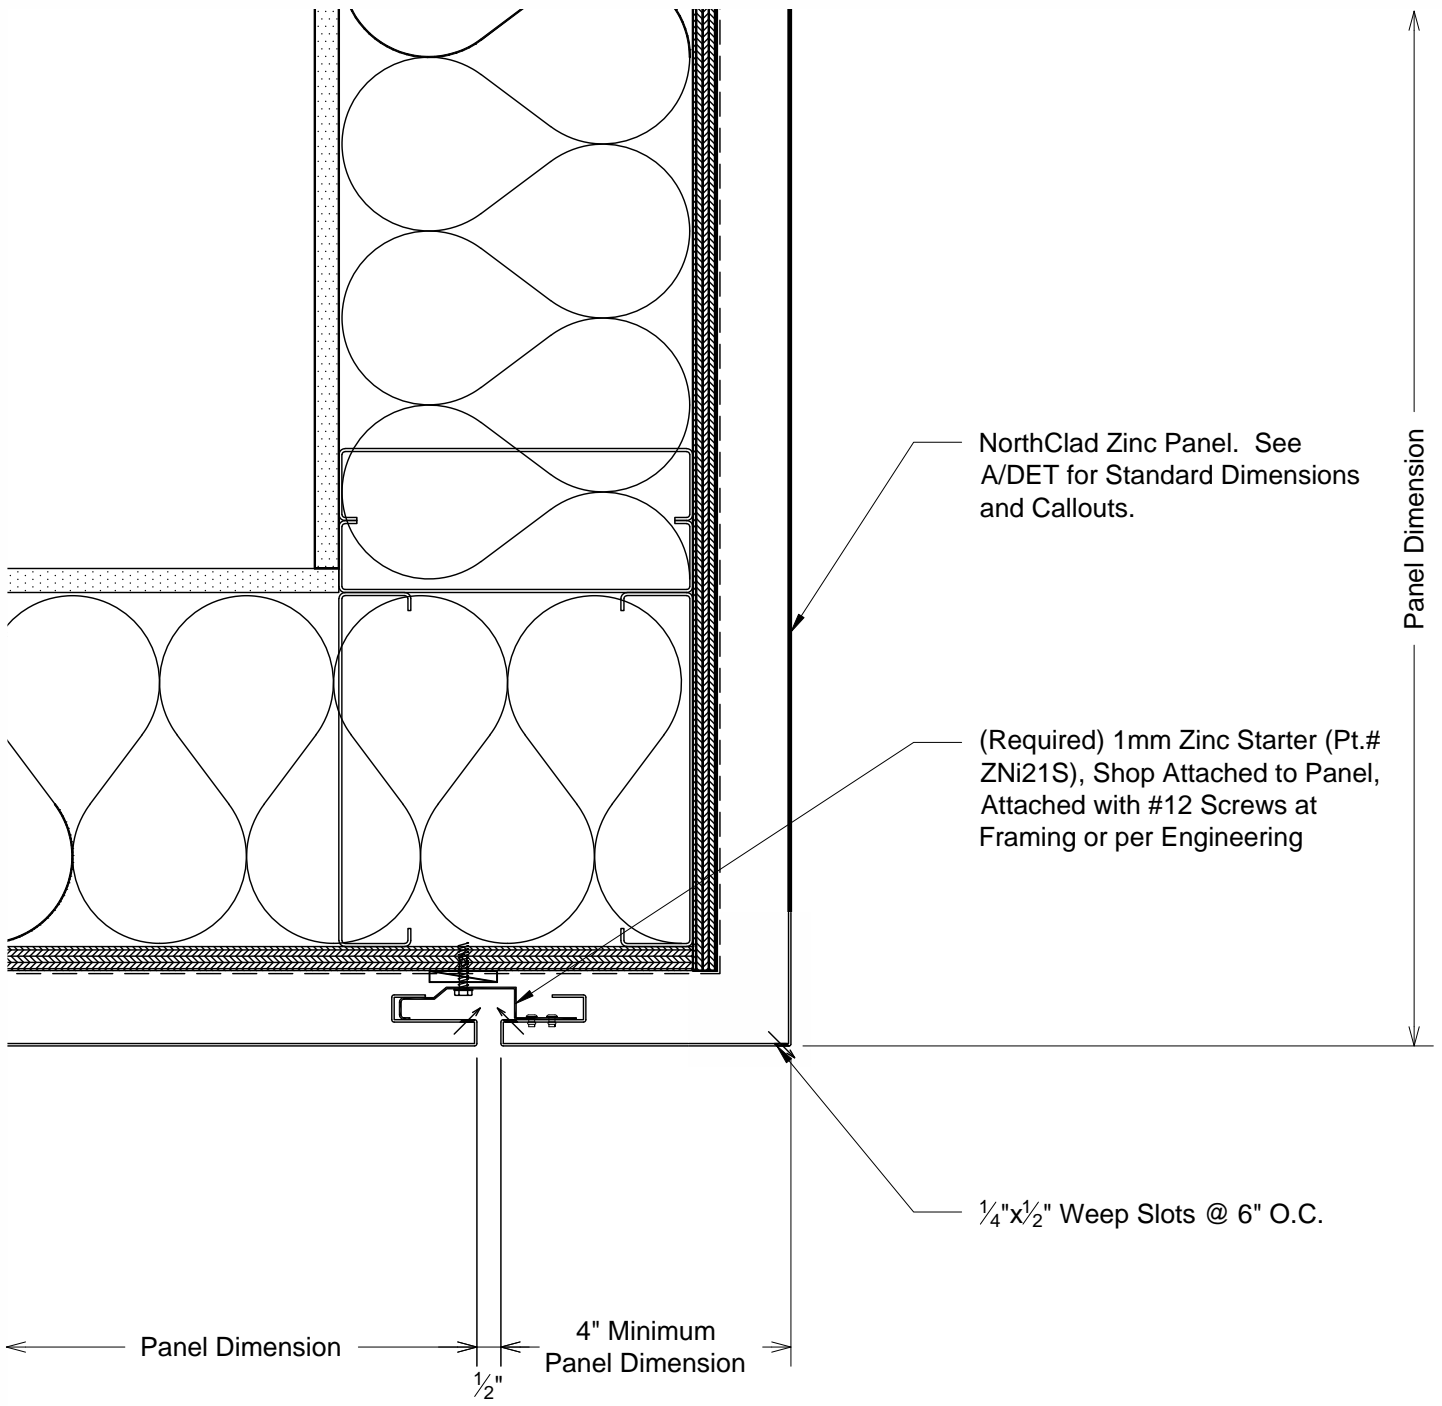 NorthClad Zinc Panel.  See
A/DET for Standard Dimensions
and Callouts.
Panel Dimension
(Required) 1mm Zinc Starter (Pt.#
ZNi21S), Shop Attached to Panel,
Attached with #12 Screws at
Framing or per Engineering
1⁄4"x1⁄2" Weep Slots @ 6" O.C.
Panel Dimension
1⁄2"
4" Minimum
Panel Dimension